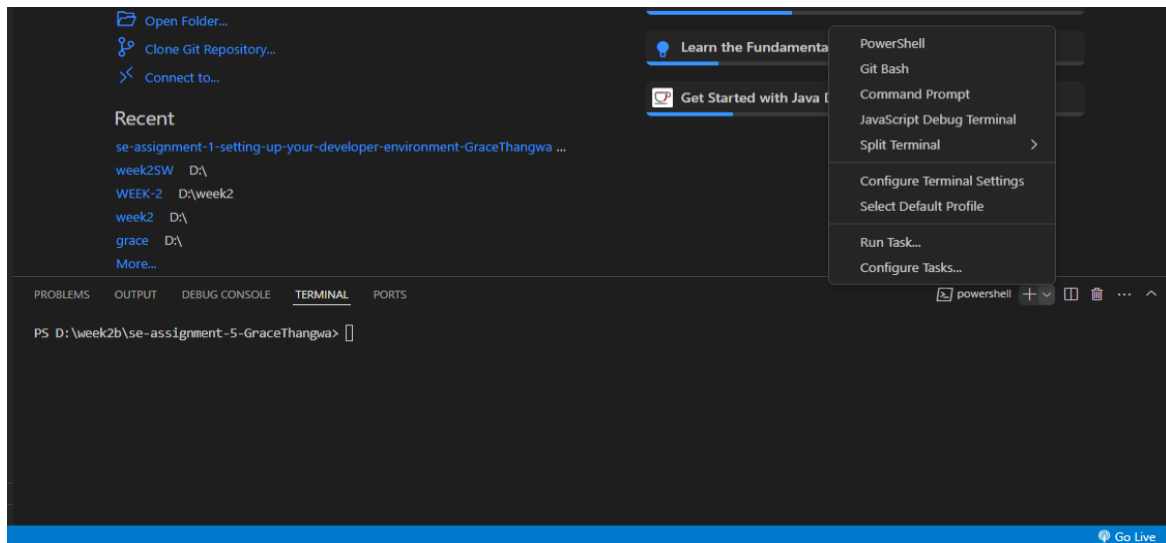 Open Folder...
Clone Git Repository...
Connect to...
Recent
se-assignment-1-setting-up-your-developer-environment-GraceThangwa ...
week2SW D:\
WEEK-2 D:\week2
week2 D:\
grace D:\
More...
Learn the Fundamenta
Get Started with Java
PowerShell
Git Bash
Command Prompt
JavaScript Debug Terminal
Split Terminal
Configure Terminal Settings
Select Default Profile
Run Task...
Configure Tasks...
PROBLEMS OUTPUT DEBUG CONSOLE TERMINAL PORTS powershell
PS D:\week2b\se-assignment-5-GraceThangwa>
Go Live